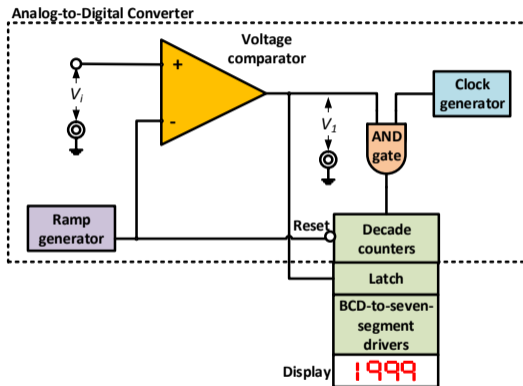 Analog-to-Digital Converter
Voltage
comparator
+
-
Vi
V1
Clock
generator
AND
gate
Ramp
generator
Reset
Decade
counters
Latch
BCD-to-seven-
segment
drivers
Display
1999